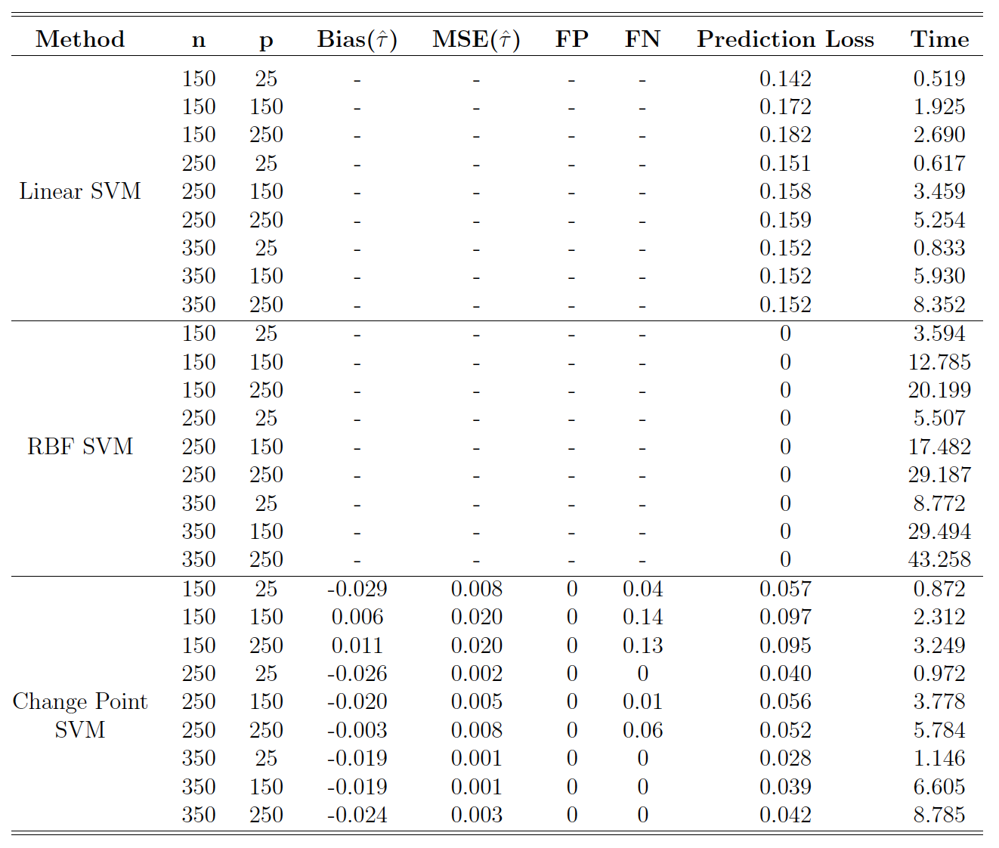 Method n p Bias(τ̂) MSE(τ̂) FP FN Prediction Loss Time
150 25 - - - - 0.142 0.519
150 150 - - - - 0.172 1.925
150 250 - - - - 0.182 2.690
250 25 - - - - 0.151 0.617
Linear SVM 250 150 - - - - 0.158 3.459
250 250 - - - - 0.159 5.254
350 25 - - - - 0.152 0.833
350 150 - - - - 0.152 5.930
350 250 - - - - 0.152 8.352
150 25 - - - - 0 3.594
150 150 - - - - 0 12.785
150 250 - - - - 0 20.199
250 25 - - - - 0 5.507
RBF SVM 250 150 - - - - 0 17.482
250 250 - - - - 0 29.187
350 25 - - - - 0 8.772
350 150 - - - - 0 29.494
350 250 - - - - 0 43.258
150 25 -0.029 0.008 0 0.04 0.057 0.872
150 150 0.006 0.020 0 0.14 0.097 2.312
150 250 0.011 0.020 0 0.13 0.095 3.249
250 25 -0.026 0.002 0 0 0.040 0.972
Change Point 250 150 -0.020 0.005 0 0.01 0.056 3.778
SVM 250 250 -0.003 0.008 0 0.06 0.052 5.784
350 25 -0.019 0.001 0 0 0.028 1.146
350 150 -0.019 0.001 0 0 0.039 6.605
350 250 -0.024 0.003 0 0 0.042 8.785